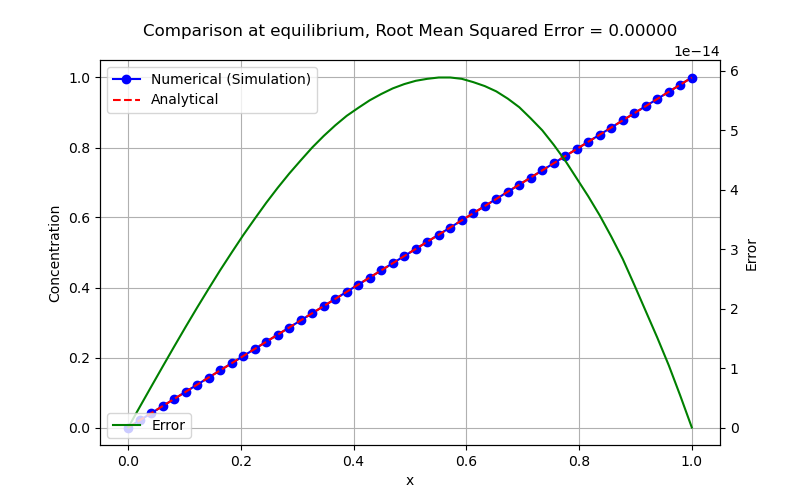 Comparison at equilibrium, Root Mean Squared Error = 0.00000
1e−14
Numerical (Simulation)
Analytical
Error
1.0
0.8
0.6
0.4
0.2
0.0
Concentration
6
5
4
3
2
1
0
Error
0.0 0.2 0.4 0.6 0.8 1.0
x